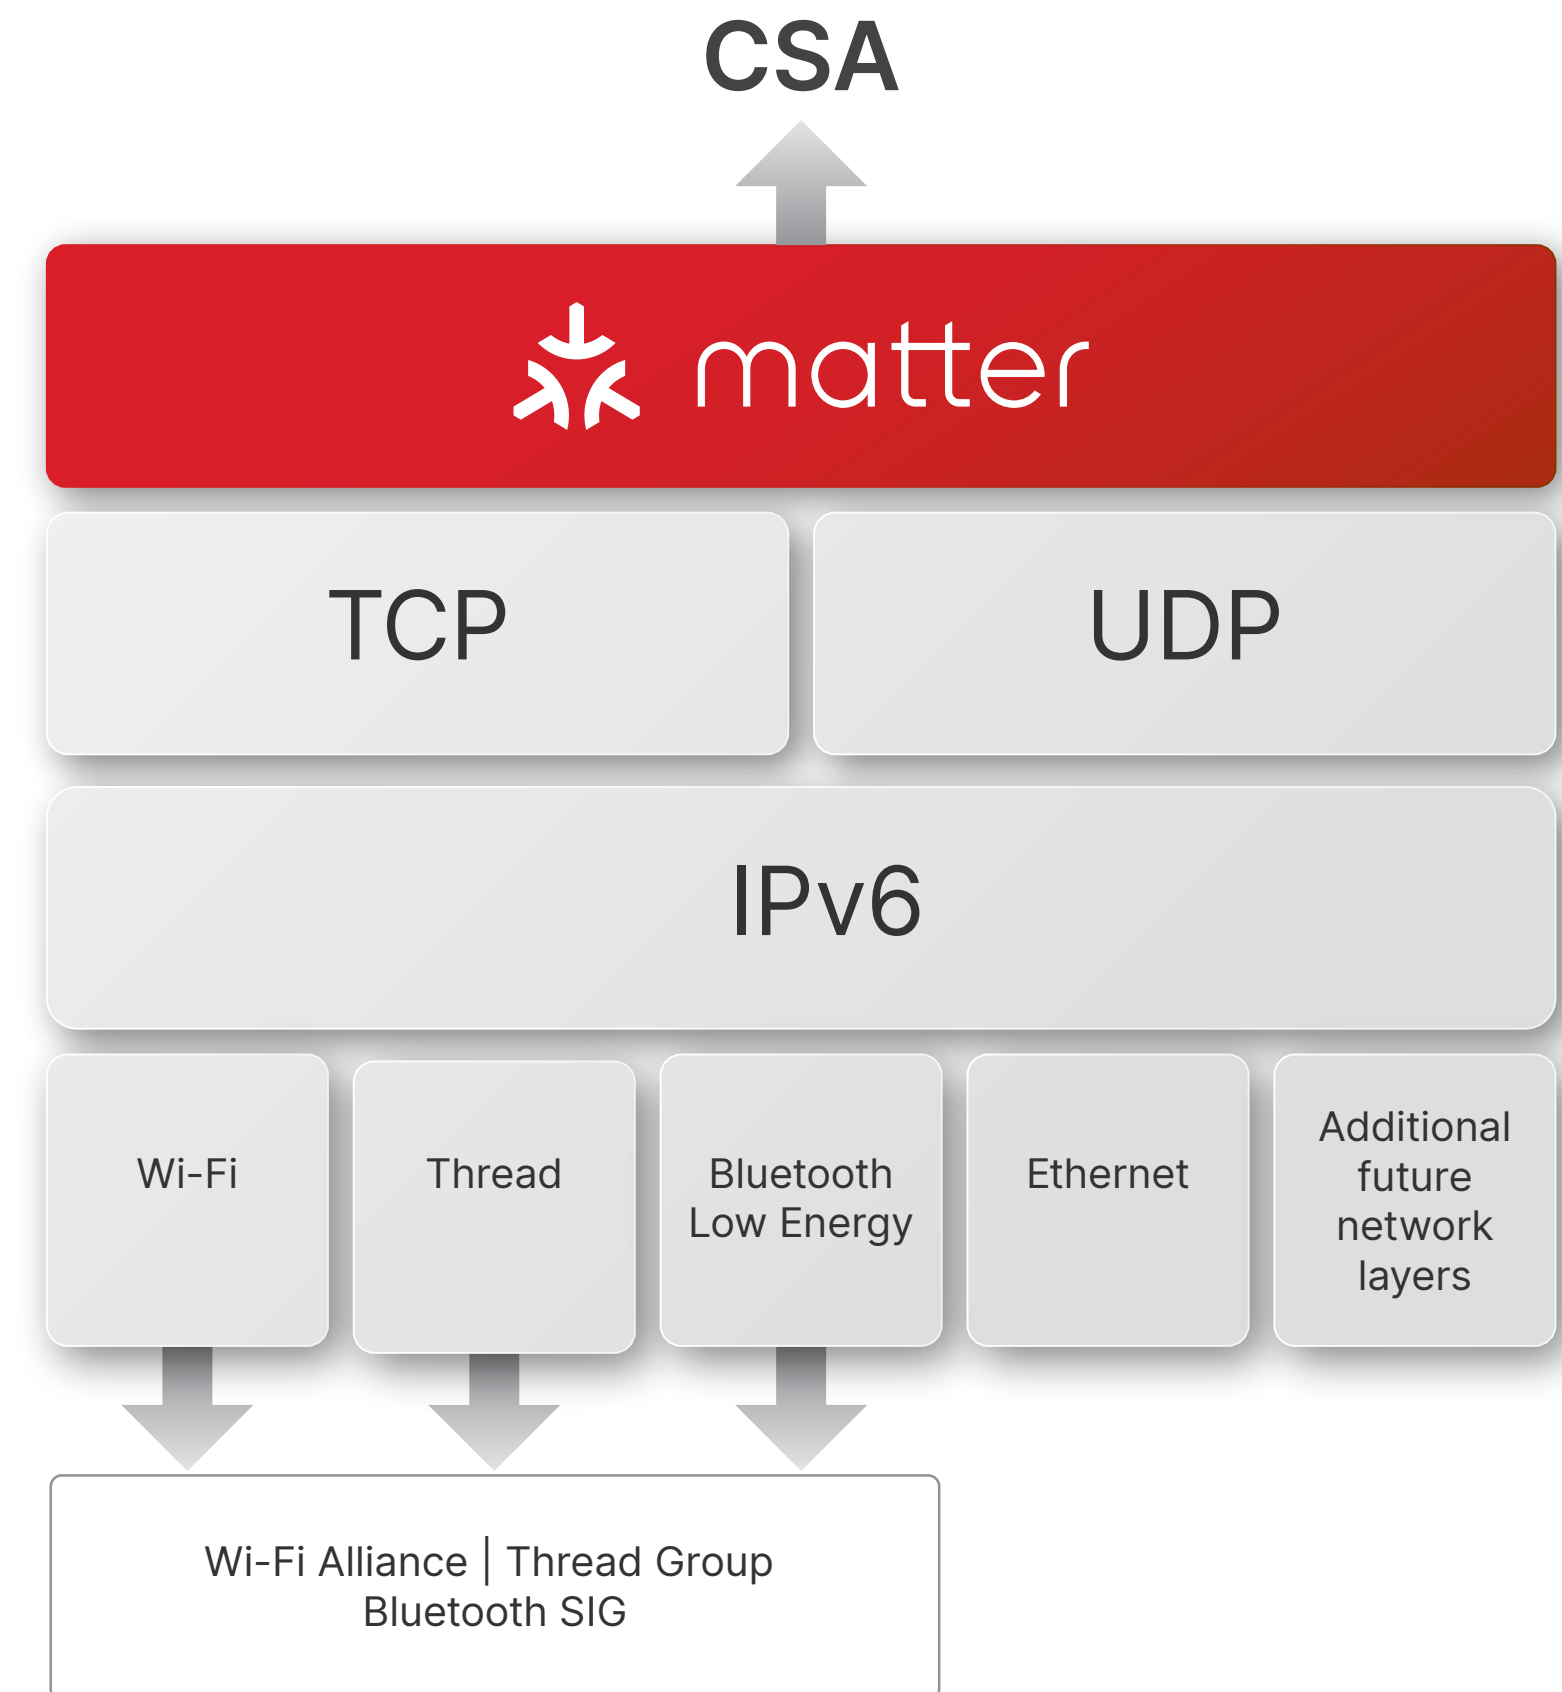 CSA
matter
TCP
UDP
IPv6
Wi-Fi
Thread
Bluetooth
Low Energy
Ethernet
Additional
future
network
layers
Wi-Fi Alliance | Thread Group
Bluetooth SIG